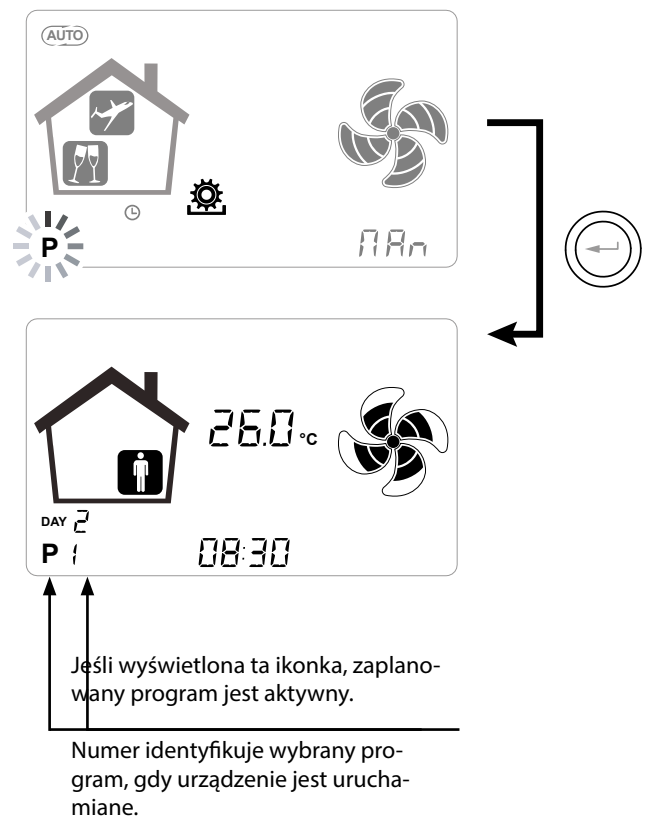 AUTO
P
MAn
26.0 °C
DAY 2
P 1
08:30
Jeśli wyświetlona ta ikonka, zaplano-
wany program jest aktywny.
Numer identyfikuje wybrany pro-
gram, gdy urządzenie jest urucha-
miane.